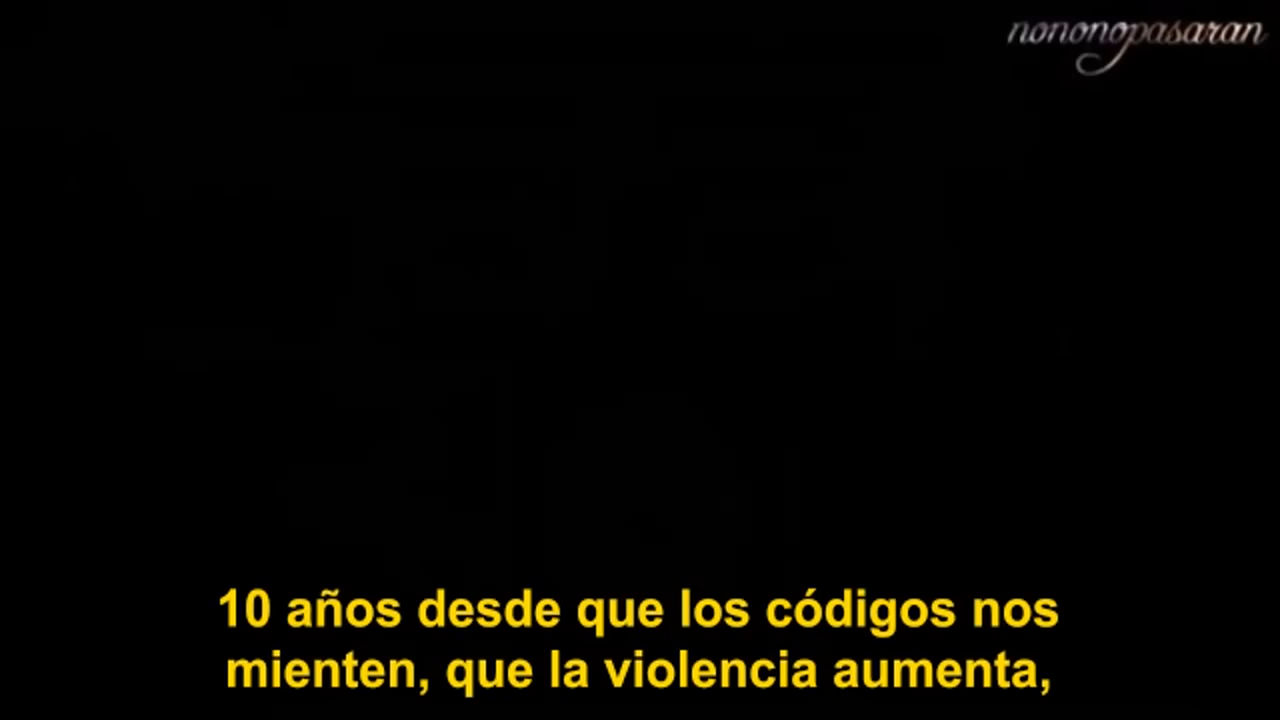 nononopasaran
10 años desde que los códigos nos
mienten, que la violencia aumenta,